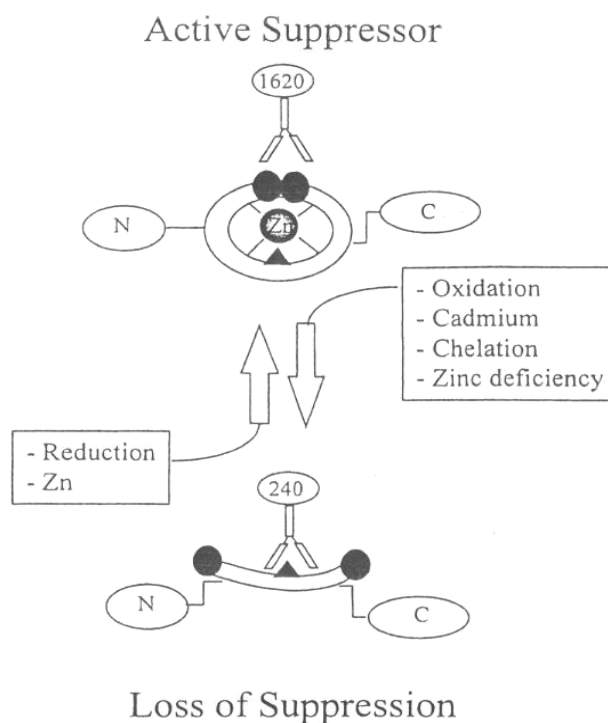 Active Suppressor
1620
Zn
N
C
- Oxidation
- Cadmium
- Chelation
- Zinc deficiency
- Reduction
- Zn
240
N
C
Loss of Suppression